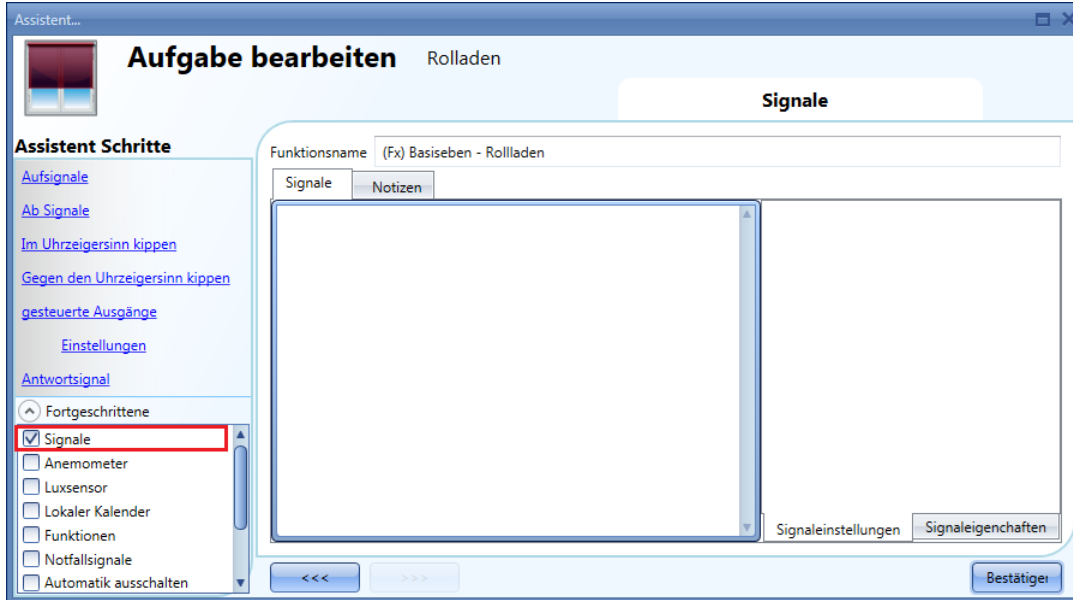 Assistent...
Aufgabe bearbeiten Rolladen
Signale
Assistent Schritte
Aufsignale
Ab Signale
Im Uhrzeigersinn kippen
Gegen den Uhrzeigersinn kippen
gesteuerte Ausgänge
Einstellungen
Antwortsignal
Fortgeschrittene
Signale
Anemometer
Luxsensor
Lokaler Kalender
Funktionen
Notfallsignale
Automatik ausschalten
Funktionsname (Fx) Basiseben - Rollladen
Signale Notizen
Signaleinstellungen Signaleigenchaften
<<< >>> Bestätiger